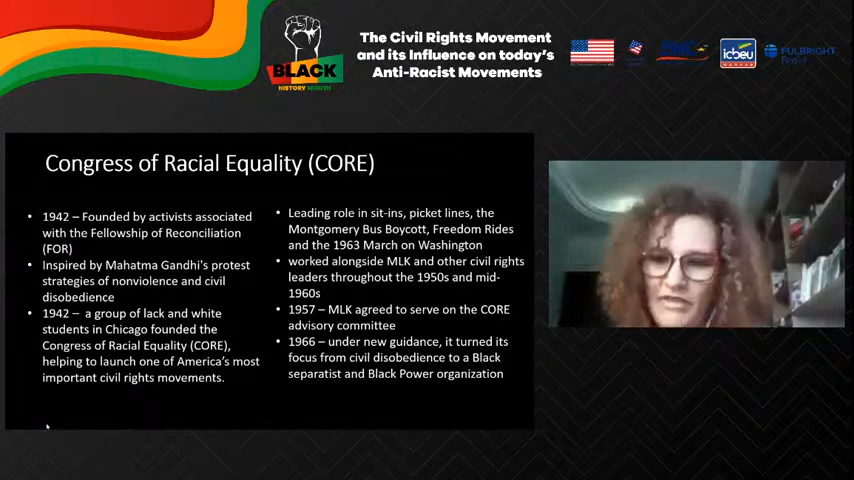 The Civil Rights Movement
and its Influence on today's
Anti-Racist Movements
BLACK
HISTORY MONTH
icbeu
MANAUS
FULBRIGHT
Brasil
Congress of Racial Equality (CORE)
• 1942 – Founded by activists associated
with the Fellowship of Reconciliation
(FOR)
• Inspired by Mahatma Gandhi's protest
strategies of nonviolence and civil
disobedience
• 1942 – a group of lack and white
students in Chicago founded the
Congress of Racial Equality (CORE),
helping to launch one of America's most
important civil rights movements.
• Leading role in sit-ins, picket lines, the
Montgomery Bus Boycott, Freedom Rides
and the 1963 March on Washington
• worked alongside MLK and other civil rights
leaders throughout the 1950s and mid-
1960s
• 1957 – MLK agreed to serve on the CORE
advisory committee
• 1966 – under new guidance, it turned its
focus from civil disobedience to a Black
separatist and Black Power organization